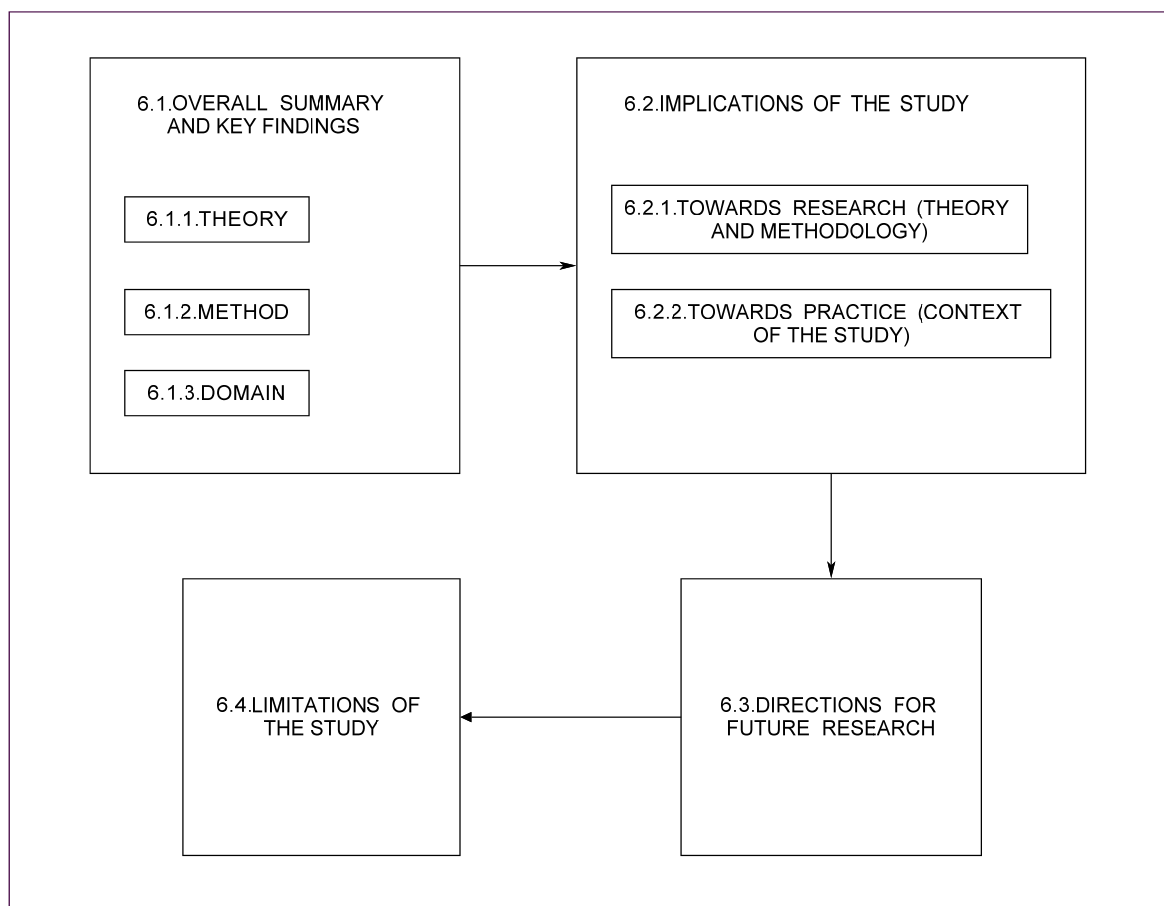 6.1.OVERALL SUMMARY
AND KEY FINDINGS
6.1.1.THEORY
6.1.2.METHOD
6.1.3.DOMAIN
6.2.IMPLICATIONS OF THE STUDY
6.2.1.TOWARDS RESEARCH (THEORY
AND METHODOLOGY)
6.2.2.TOWARDS PRACTICE (CONTEXT
OF THE STUDY)
6.3.DIRECTIONS FOR
FUTURE RESEARCH
6.4.LIMITATIONS OF
THE STUDY